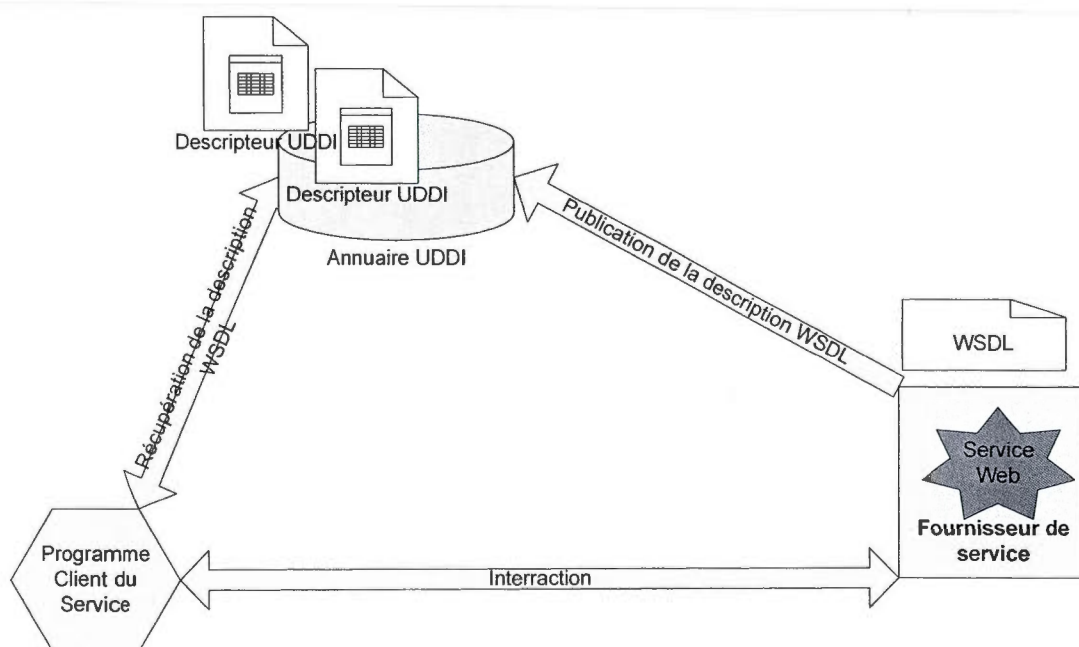 Descripteur UDDI
Descripteur UDDI
Annuaire UDDI
Publication de la description WSDL
Récupération de la description
WSDL
WSDL
Service
Web
Fournisseur de
service
Programme
Client du
Service
Interraction